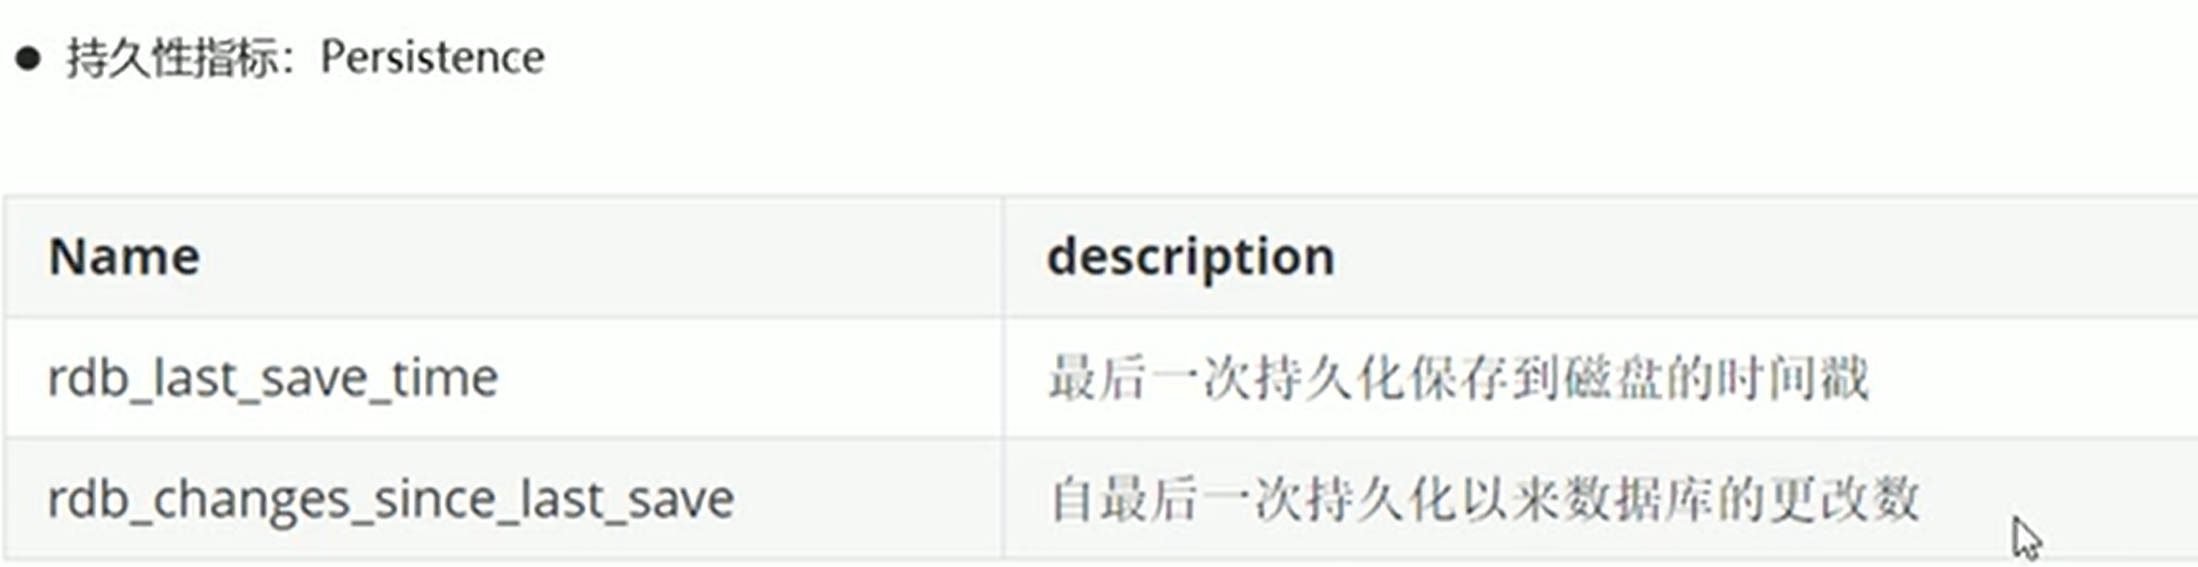 ● 持久性指标：Persistence
Name description
rdb_last_save_time 最后一次持久化保存到磁盘的时间戳
rdb_changes_since_last_save 自最后一次持久化以来数据库的更改数